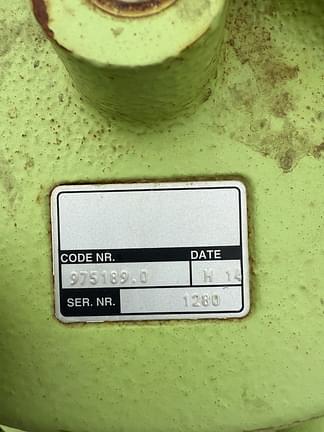 CODE NR. DATE
975189.0 H 14
SER. NR. 1280